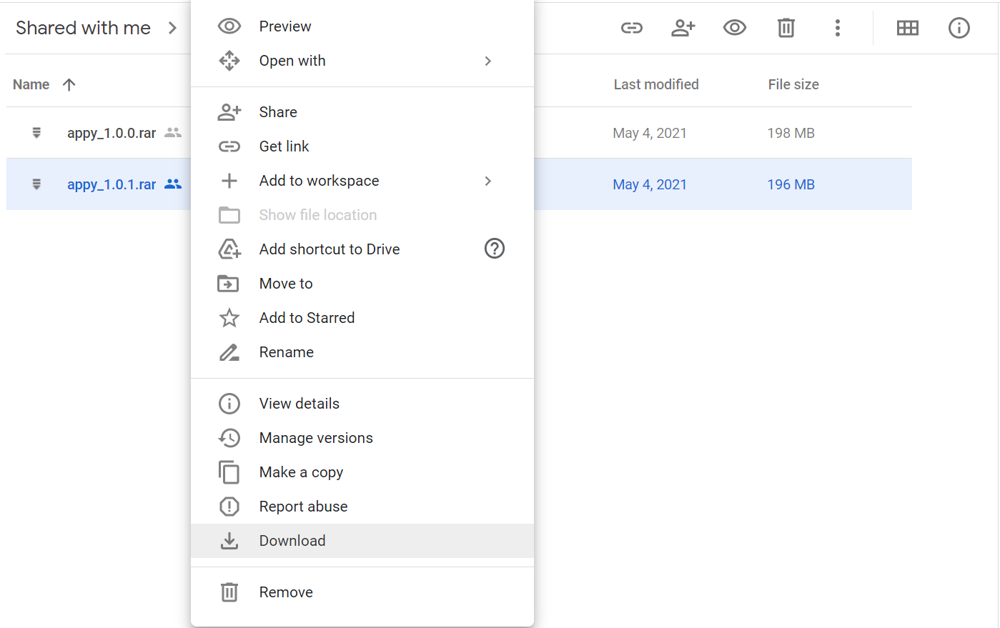 Shared with me
Name
Last modified
File size
appy_1.0.0.rar
May 4, 2021
198 MB
appy_1.0.1.rar
May 4, 2021
196 MB
Preview
Open with
Share
Get link
Add to workspace
Show file location
Add shortcut to Drive
Move to
Add to Starred
Rename
View details
Manage versions
Make a copy
Report abuse
Download
Remove